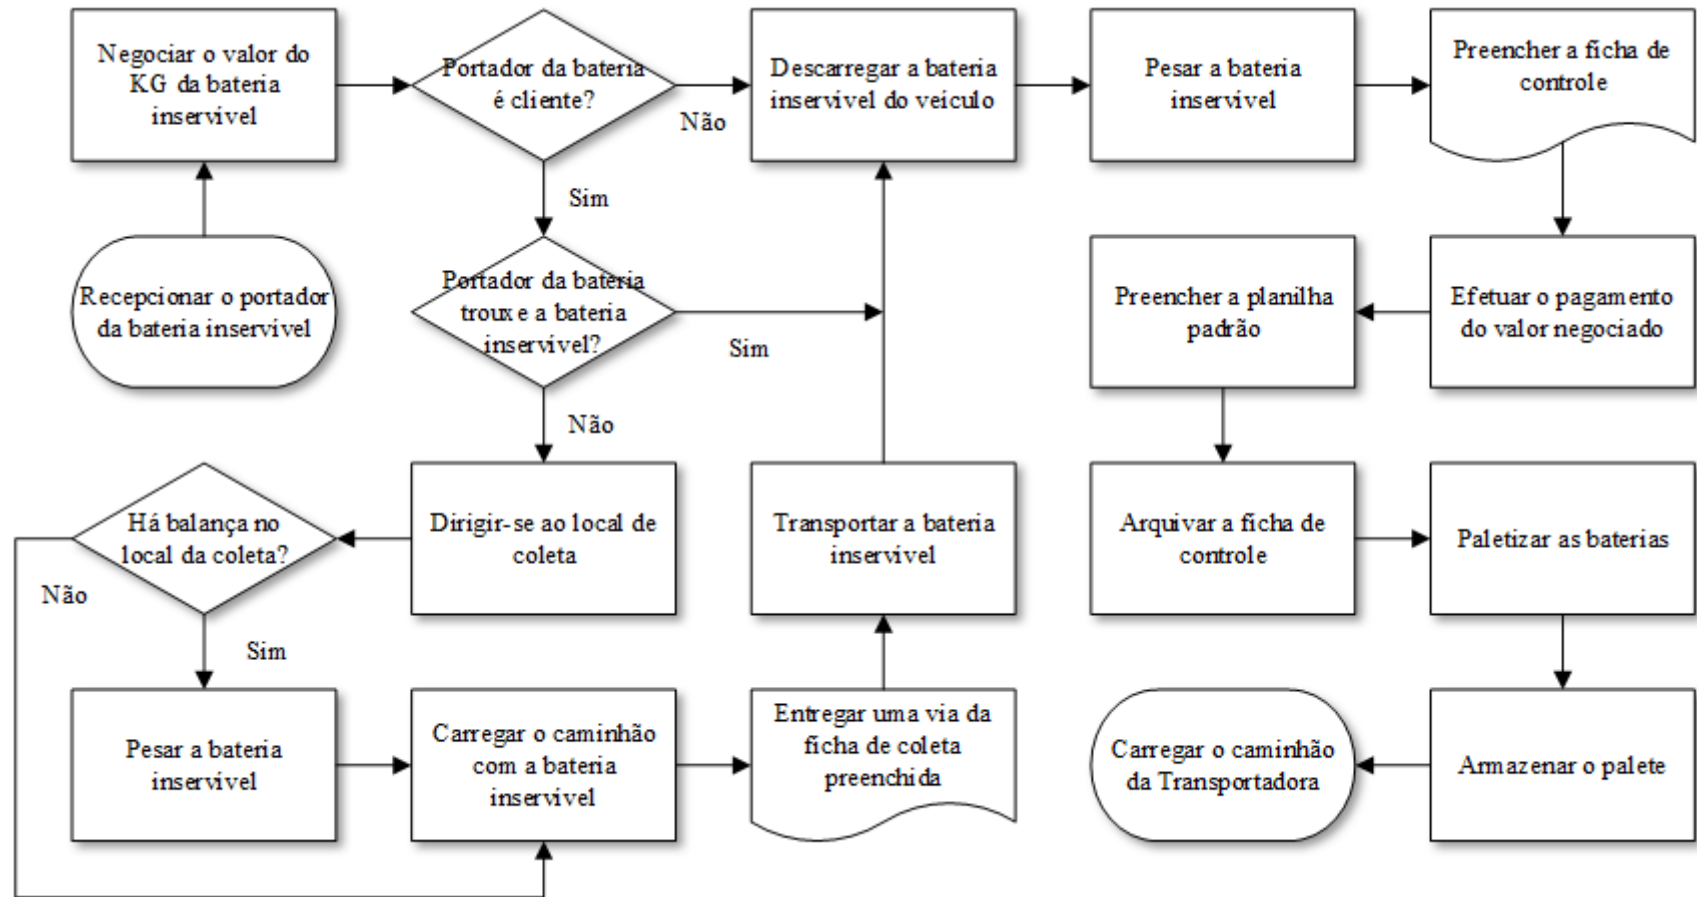 Negociar o valor do
KG da bateria
inservível
Portador da bateria
é cliente?
Não
Sim
Descarregar a bateria
inservível do veículo
Pesar a bateria
inservível
Preencher a ficha de
controle
Recepcionar o portador
da bateria inservível
Portador da bateria
trouxe a bateria
inservível?
Sim
Não
Preencher a planilha
padrão
Efetuar o pagamento
do valor negociado
Há balança no
local da coleta?
Não
Sim
Dirigir-se ao local de
coleta
Transportar a bateria
inservível
Arquivar a ficha de
controle
Paletizar as baterias
Pesar a bateria
inservível
Carregar o caminhão
com a bateria
inservível
Entregar uma via da
ficha de coleta
preenchida
Carregar o caminhão
da Transportadora
Armazenar o palete